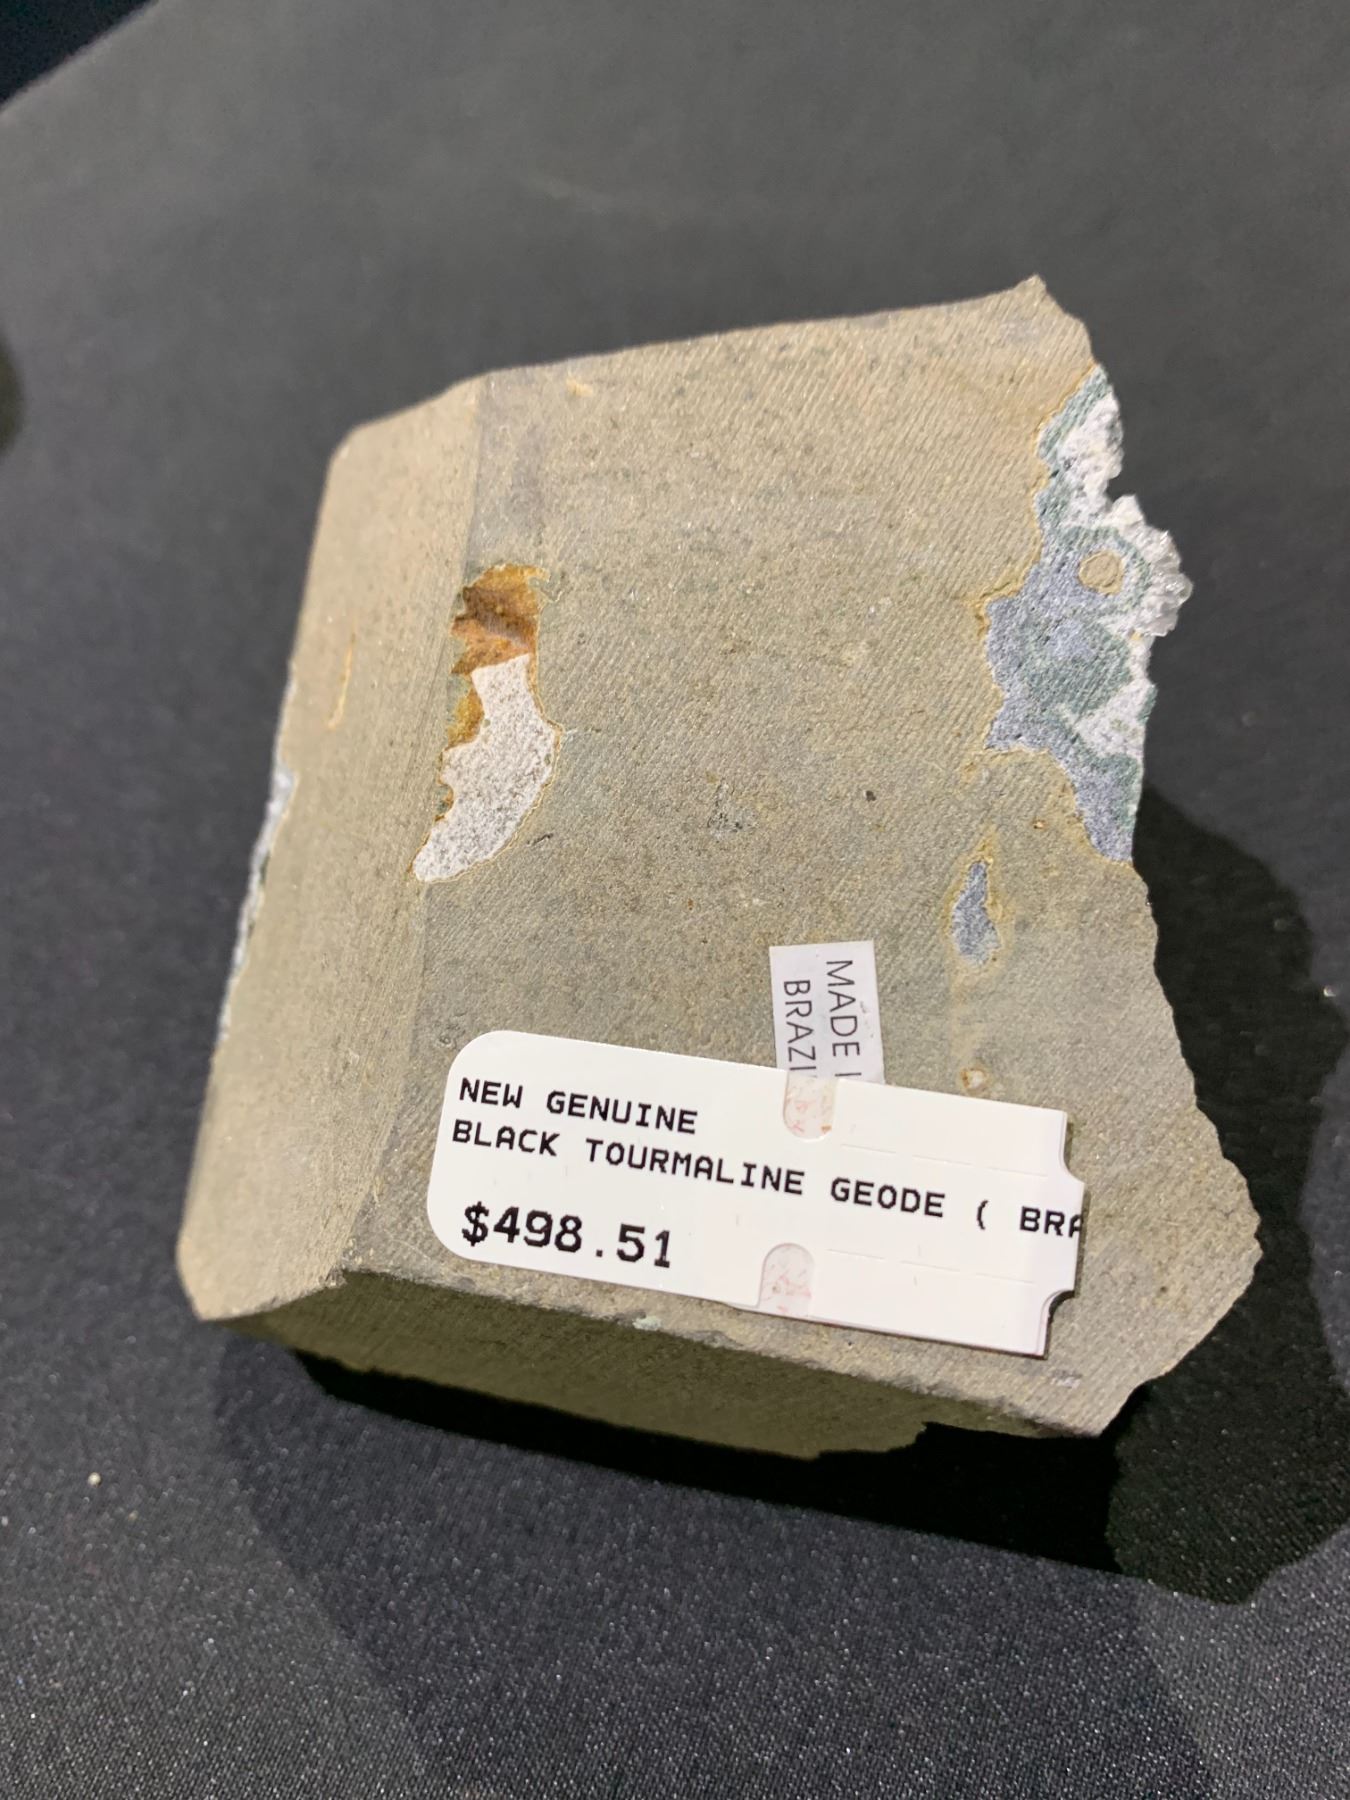 MADE I
BRAZI
NEW GENUINE
BLACK TOURMALINE GEODE ( BRA
$498.51